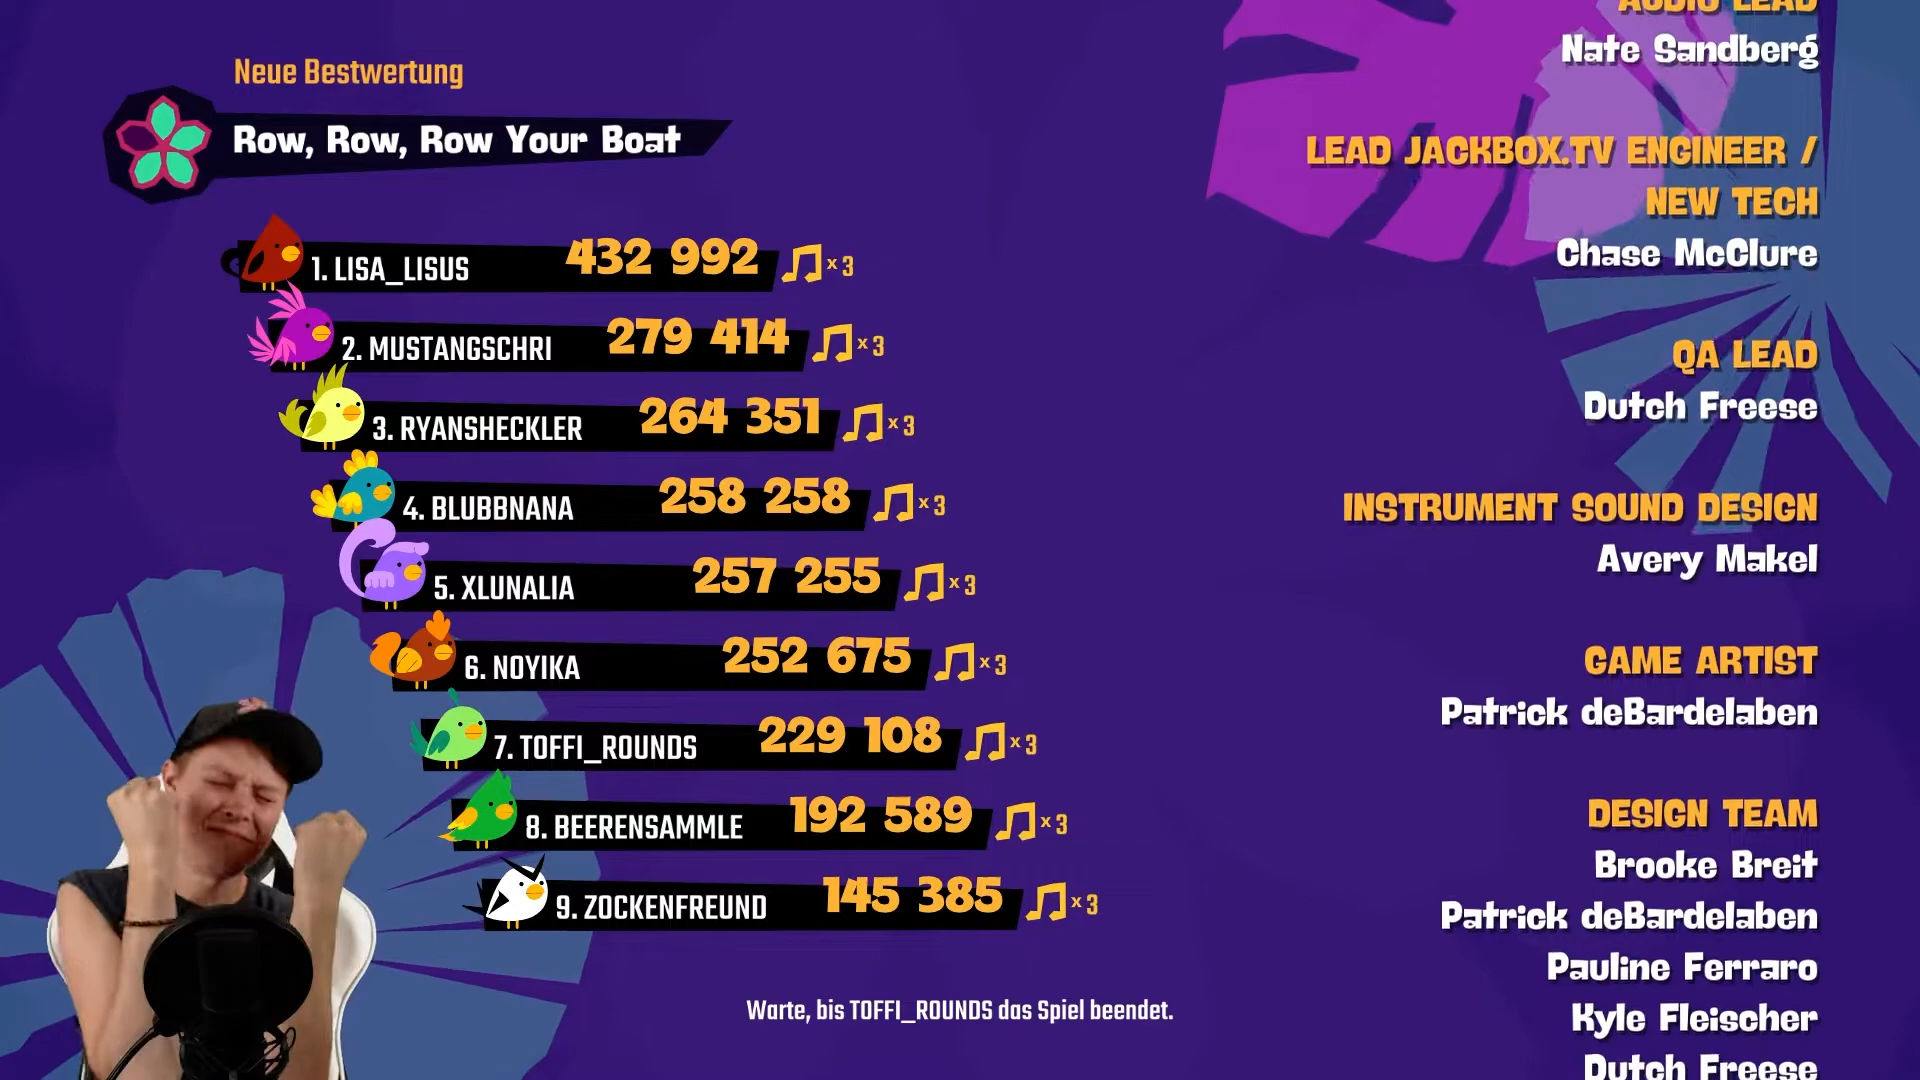 Neue Bestwertung
Row, Row, Row Your Boat
1. LISA_LISUS 432 992 x 3
2. MUSTANGSCHRI 279 414 x 3
3. RYANSHECKLER 264 351 x 3
4. BLUBBNANA 258 258 x 3
5. XLUNALIA 257 255 x 3
6. NOYIKA 252 675 x 3
7. TOFFI_ROUNDS 229 108 x 3
8. BEERENSAMMLE 192 589 x 3
9. ZOCKENFREUND 145 385 x 3
Warte, bis TOFFI_ROUNDS das Spiel beendet.
AUDIO LEAD
Nate Sandberg
LEAD JACKBOX.TV ENGINEER /
NEW TECH
Chase McClure
QA LEAD
Dutch Freese
INSTRUMENT SOUND DESIGN
Avery Makel
GAME ARTIST
Patrick deBardelaben
DESIGN TEAM
Brooke Breit
Patrick deBardelaben
Pauline Ferraro
Kyle Fleischer
Dutch Freese